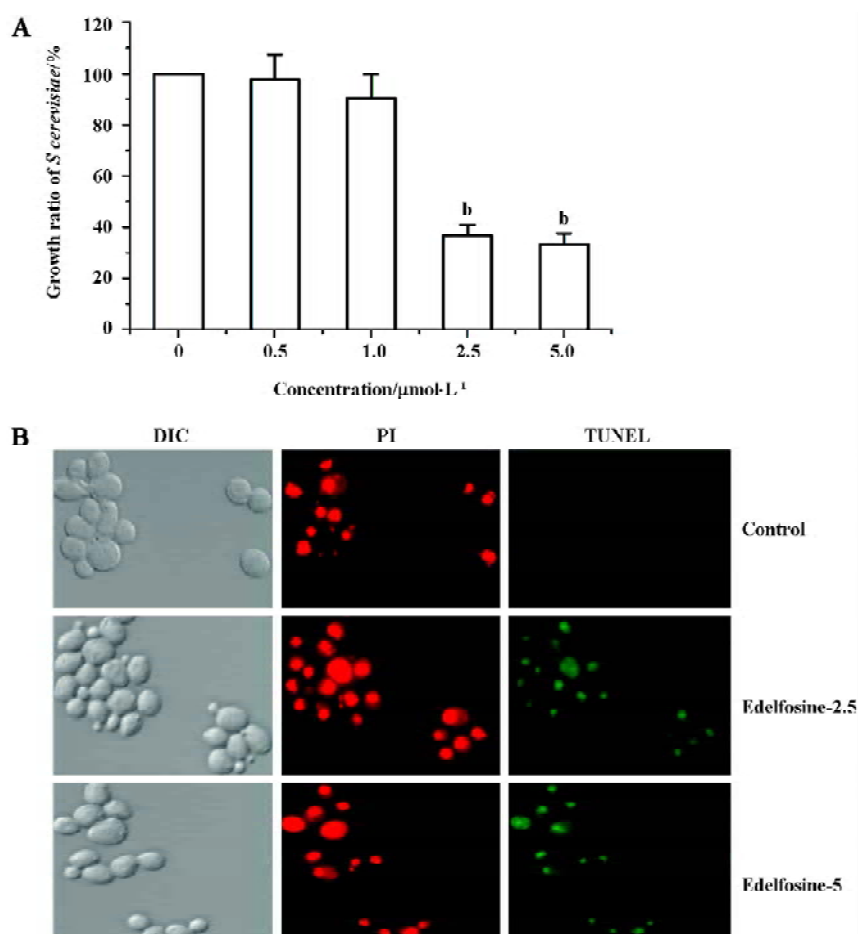 A
Growth ratio of S cerevisiae/%
120
100
80
60
40
20
0
b
b
0 0.5 1.0 2.5 5.0
Concentration/μmol·L⁻¹
B
DIC PI TUNEL
Control
Edelfosine-2.5
Edelfosine-5